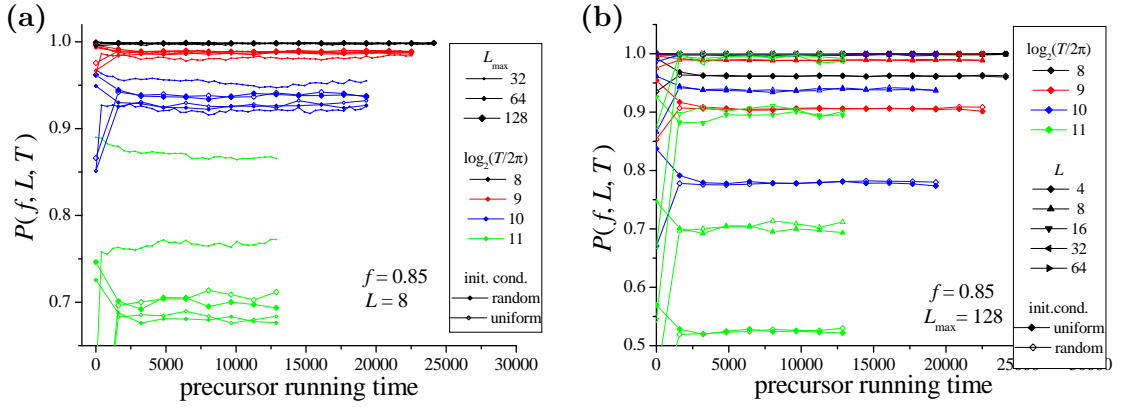 (a)
P(f, L, T)
1.0
0.9
0.8
0.7
0
5000
10000
15000
20000
25000
30000
precursor running time
f = 0.85
L = 8
L_max
32
64
128
log_2(T/2π)
8
9
10
11
init. cond.
random
uniform
(b)
P(f, L, T)
1.0
0.9
0.8
0.7
0.6
0.5
0
5000
10000
15000
20000
precursor running time
f = 0.85
L_max = 128
log_2(T/2π)
8
9
10
11
L
4
8
16
32
64
init.cond.
uniform
random